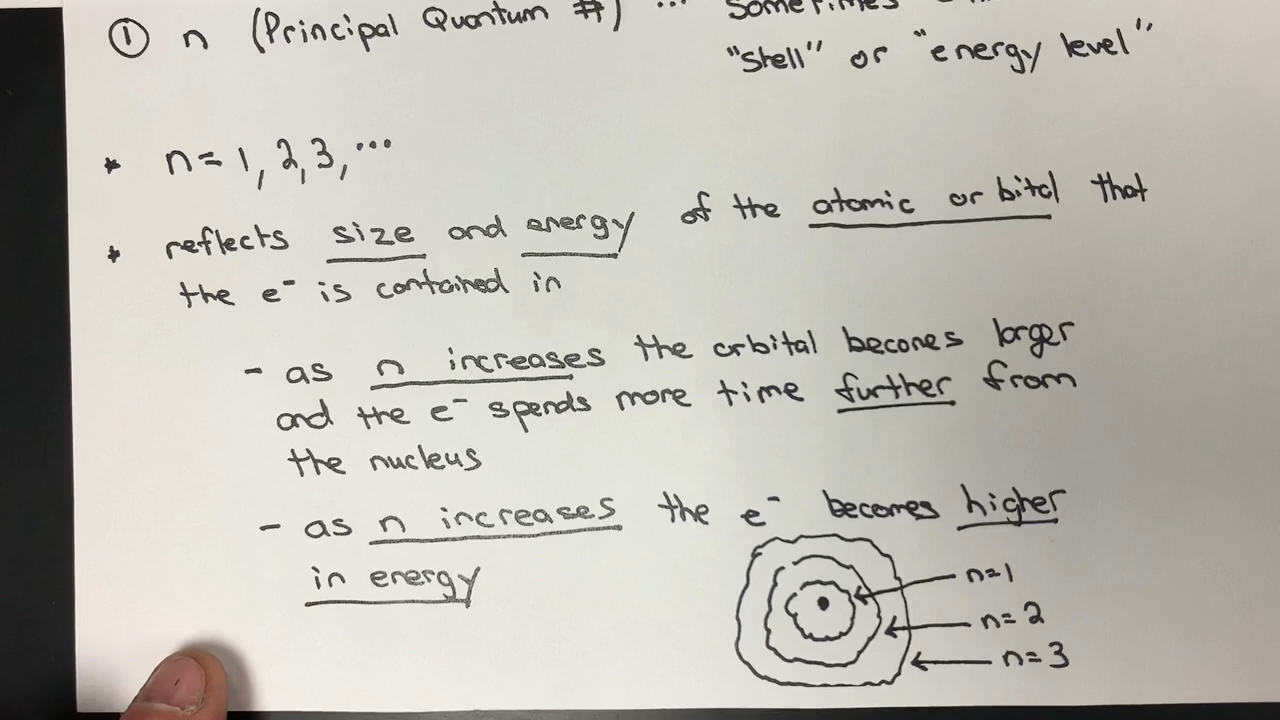 ① n (Principal Quantum #) ... Sometimes
"Shell" or "energy level"
* n = 1, 2, 3, ...
* reflects size and energy of the atomic orbital that
the e⁻ is contained in
- as n increases the orbital becomes larger
and the e⁻ spends more time further from
the nucleus
- as n increases the e⁻ becomes higher
in energy
n=1
n=2
n=3